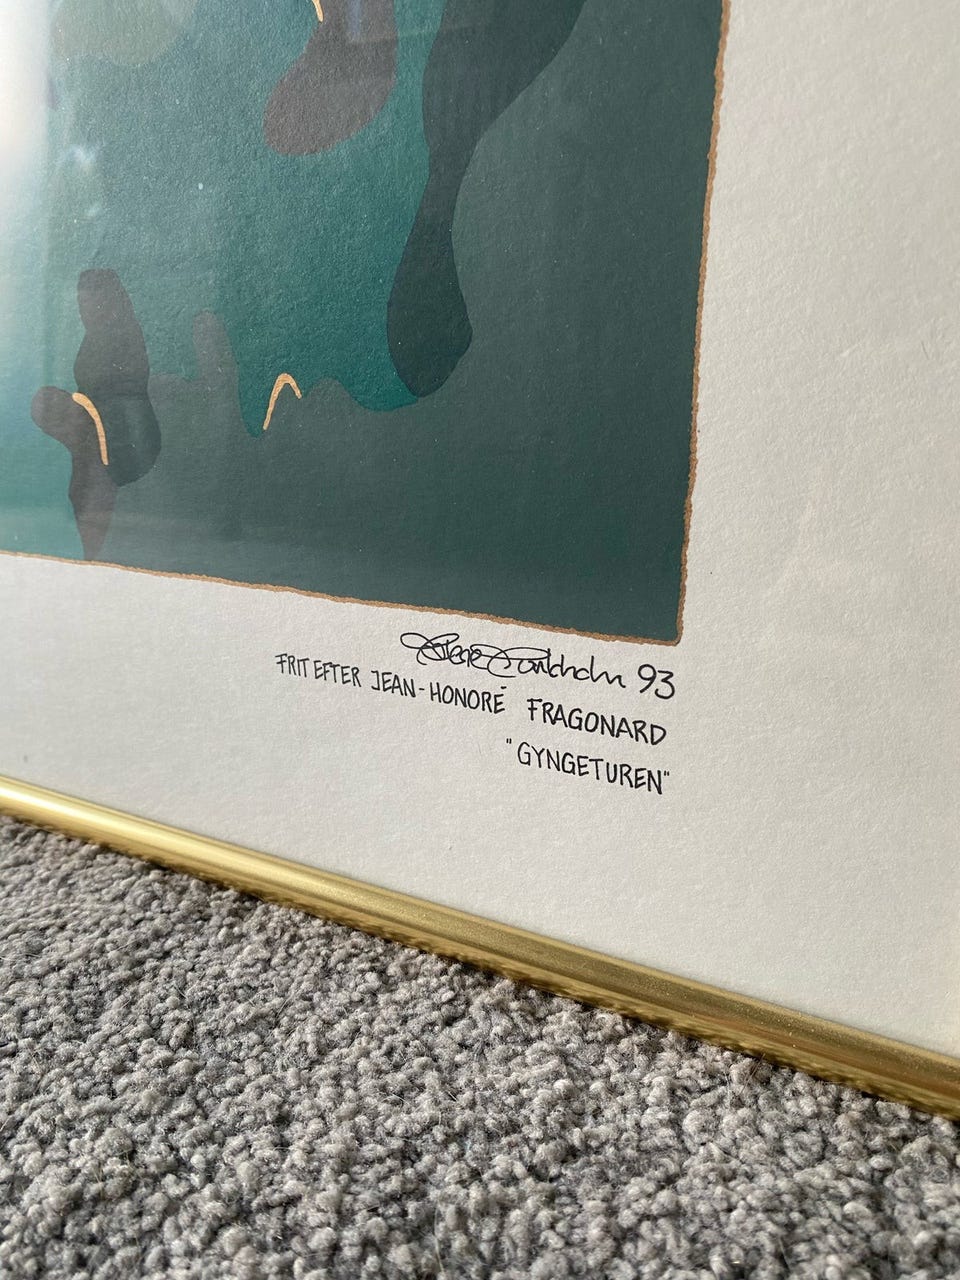 93
FRIT EFTER JEAN-HONORÉ FRAGONARD
"GYNGETUREN"